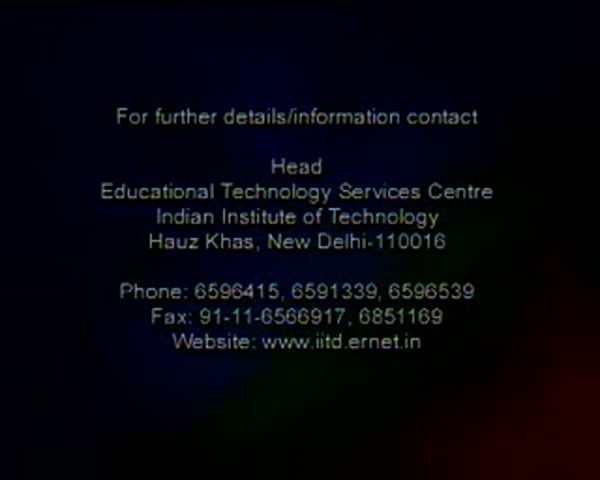 For further details/information contact
Head
Educational Technology Services Centre
Indian Institute of Technology
Hauz Khas, New Delhi-110016
Phone: 6596415, 6591339, 6596539
Fax: 91-11-6566917, 6851169
Website: www.iitd.ernet.in